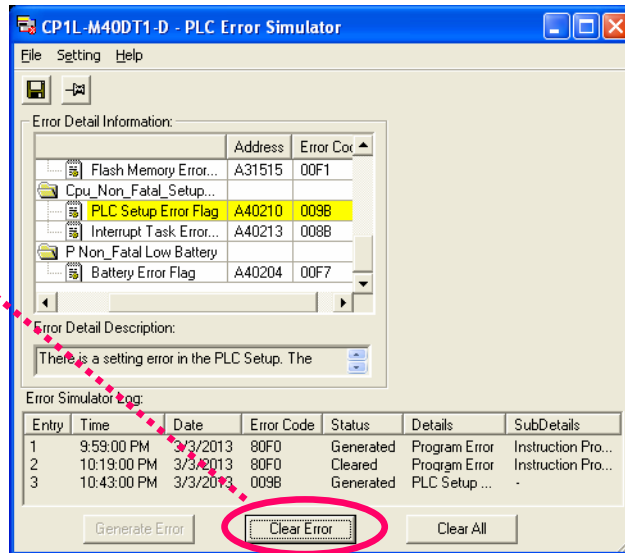 CP1L-M40DT1-D - PLC Error Simulator
File Setting Help
Error Detail Information:
Address Error Coc
Flash Memory Error... A31515 00F1
Cpu_Non_Fatal_Setup...
PLC Setup Error Flag A40210 009B
Interrupt Task Error... A40213 008B
P Non_Fatal Low Battery
Battery Error Flag A40204 00F7
Error Detail Description:
There is a setting error in the PLC Setup. The
Error Simulator Log:
Entry Time Date Error Code Status Details SubDetails
1 9:59:00 PM 3/3/2013 80F0 Generated Program Error Instruction Pro...
2 10:19:00 PM 3/3/2013 80F0 Cleared Program Error Instruction Pro...
3 10:43:00 PM 3/3/2013 009B Generated PLC Setup ... -
Generate Error Clear Error Clear All